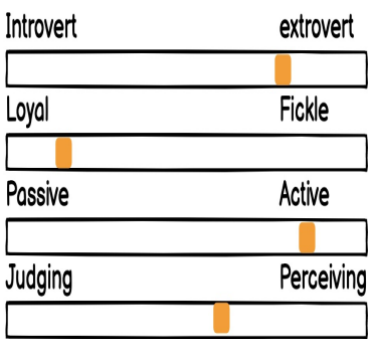 Introvert extrovert
Loyal Fickle
Passive Active
Judging Perceiving